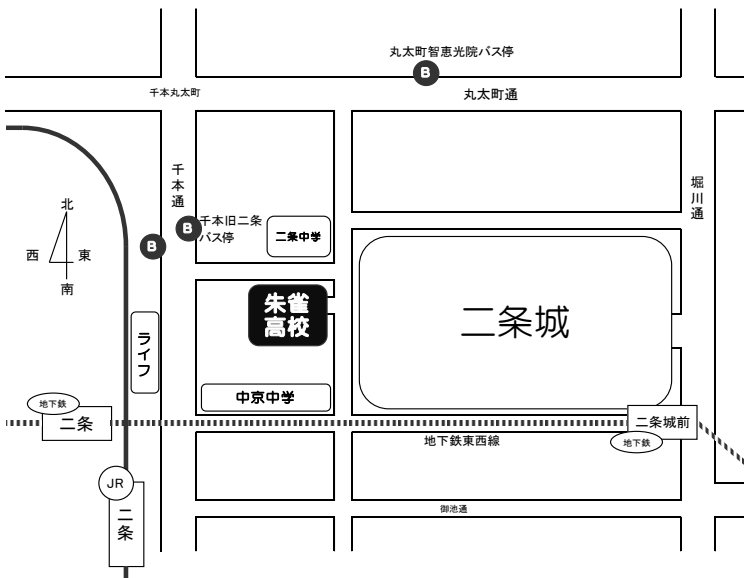 丸太町智恵光院バス停
B
千本丸太町
丸太町通
千本通
堀川通
北
西
東
南
B
千本旧二条
バス停
B
二条中学
朱雀
高校
二条城
ライフ
中京中学
地下鉄
二条
二条城前
地下鉄
地下鉄東西線
JR
二条
御池通